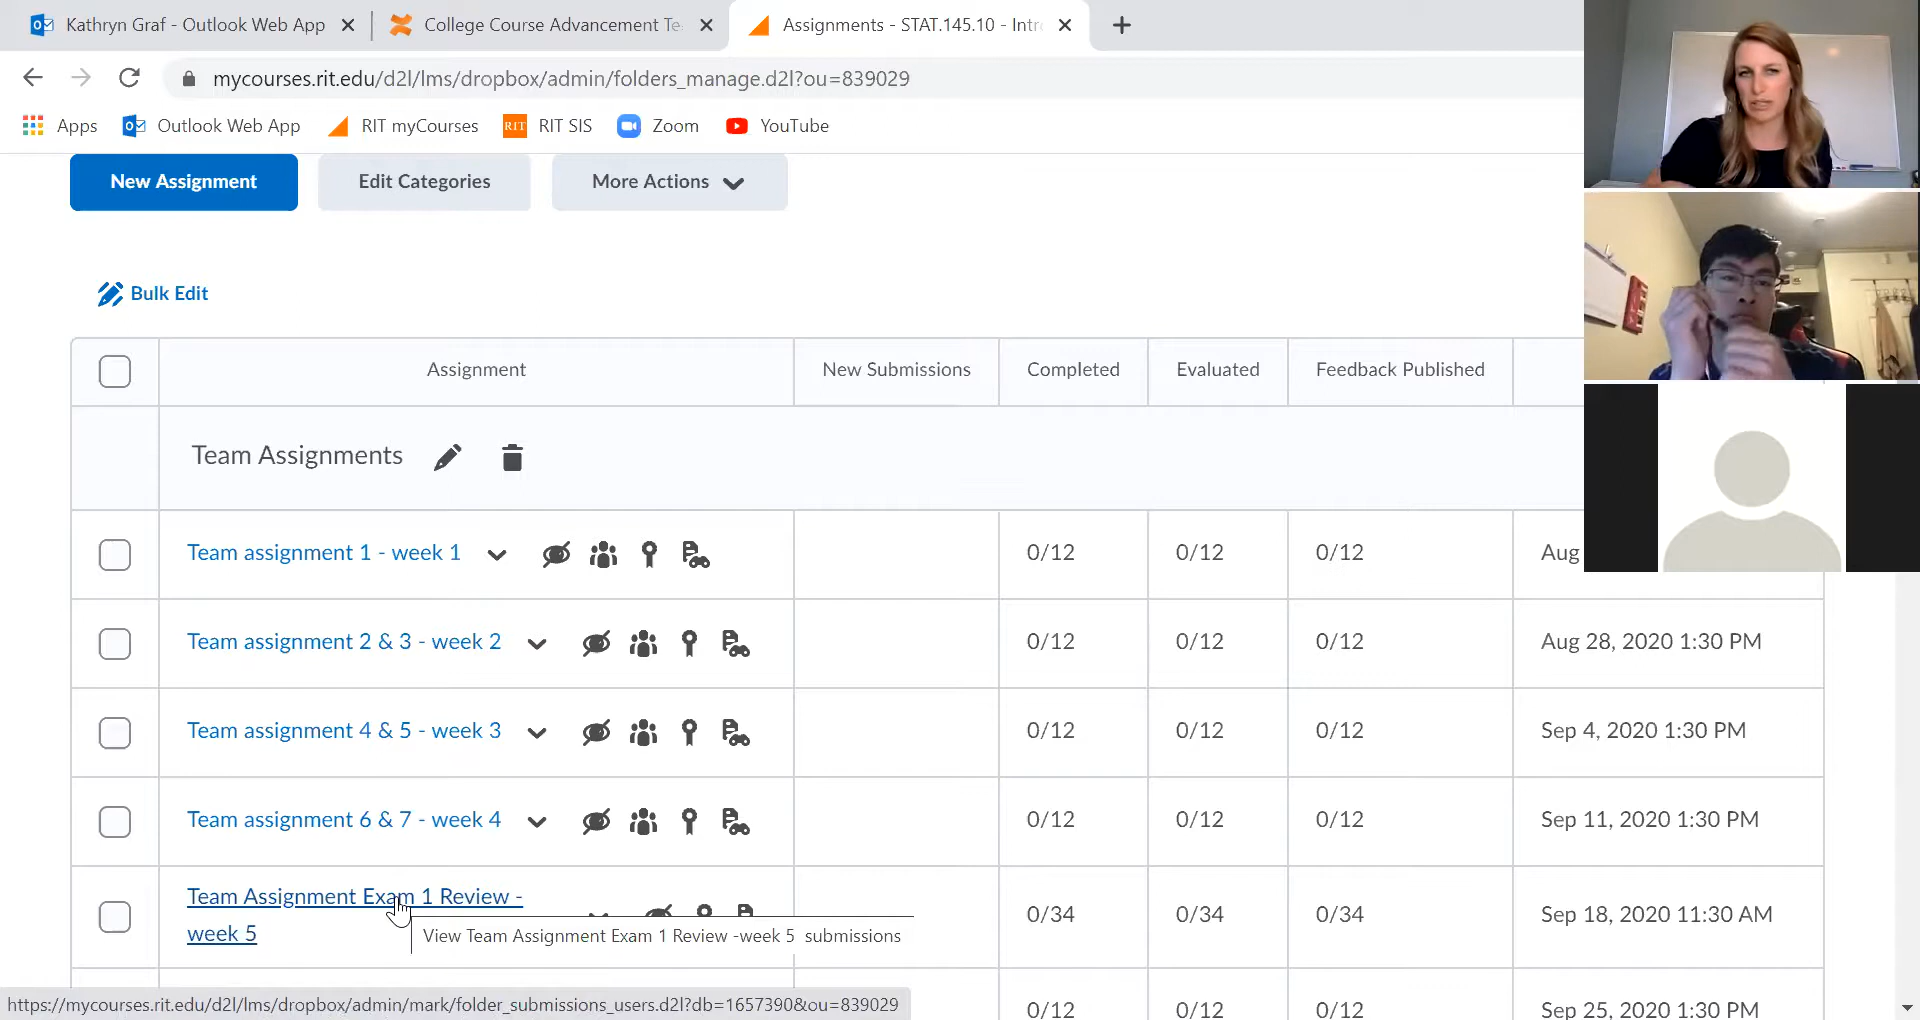 Kathryn Graf - Outlook Web App
College Course Advancement Te
Assignments - STAT.145.10 - Intr
mycourses.rit.edu/d2l/lms/dropbox/admin/folders_manage.d2l?ou=839029
Apps
Outlook Web App
RIT myCourses
RIT
RIT SIS
Zoom
YouTube
New Assignment
Edit Categories
More Actions
Bulk Edit
Assignment
New Submissions
Completed
Evaluated
Feedback Published
Team Assignments
Team assignment 1 - week 1
0/12
0/12
0/12
Aug
Team assignment 2 & 3 - week 2
0/12
0/12
0/12
Aug 28, 2020 1:30 PM
Team assignment 4 & 5 - week 3
0/12
0/12
0/12
Sep 4, 2020 1:30 PM
Team assignment 6 & 7 - week 4
0/12
0/12
0/12
Sep 11, 2020 1:30 PM
Team Assignment Exam 1 Review -
week 5
0/34
0/34
0/34
Sep 18, 2020 11:30 AM
View Team Assignment Exam 1 Review -week 5 submissions
0/12
0/12
0/12
Sep 25, 2020 1:30 PM
https://mycourses.rit.edu/d2l/lms/dropbox/admin/mark/folder_submissions_users.d2l?db=1657390&ou=839029